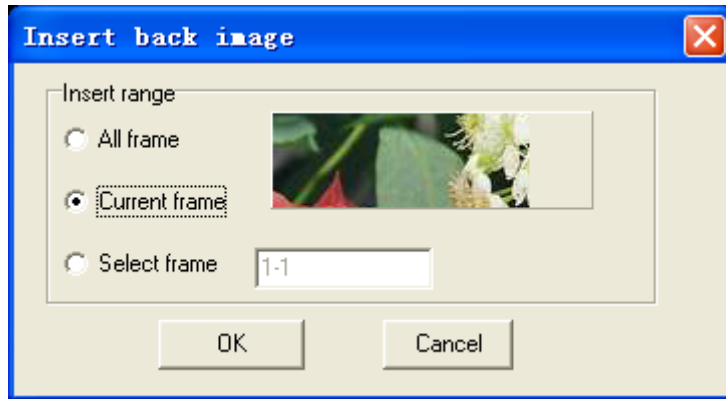 Insert back image
Insert range
All frame
Current frame
Select frame 1-1
OK Cancel